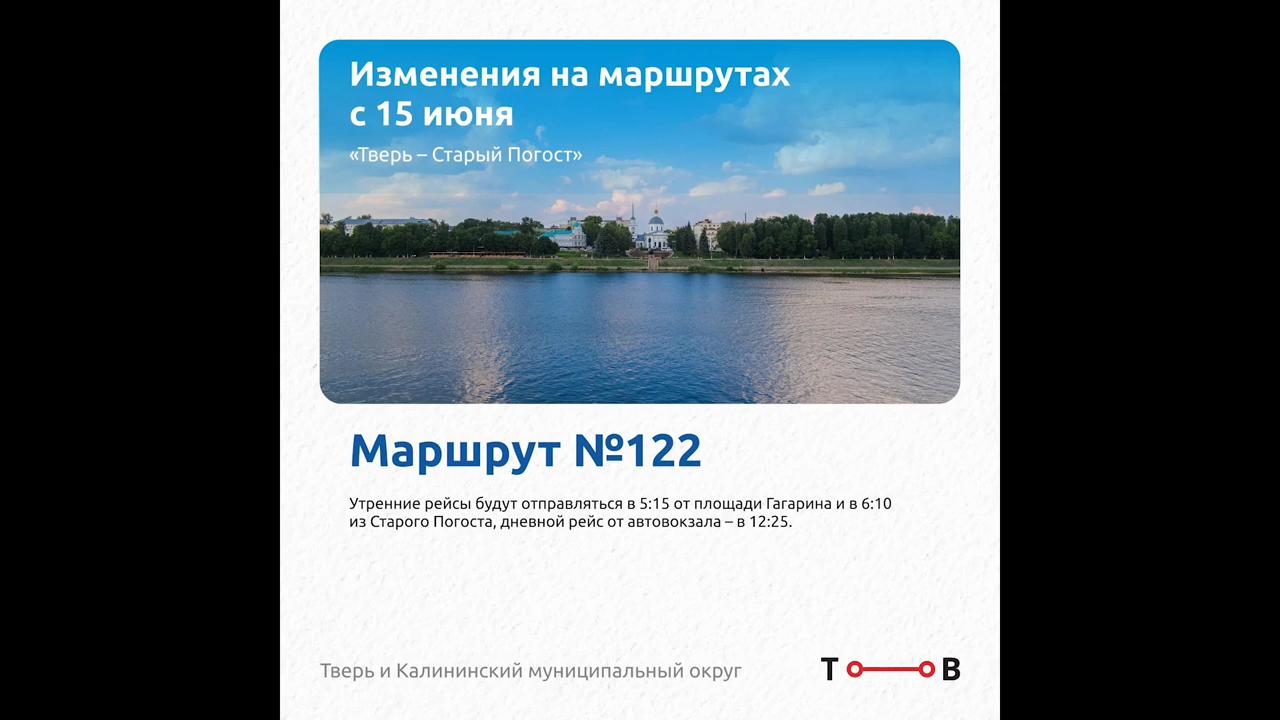 Изменения на маршрутах
с 15 июня
«Тверь – Старый Погост»
Маршрут №122
Утренние рейсы будут отправляться в 5:15 от площади Гагарина и в 6:10
из Старого Погоста, дневной рейс от автовокзала – в 12:25.
Тверь и Калининский муниципальный округ
Т В